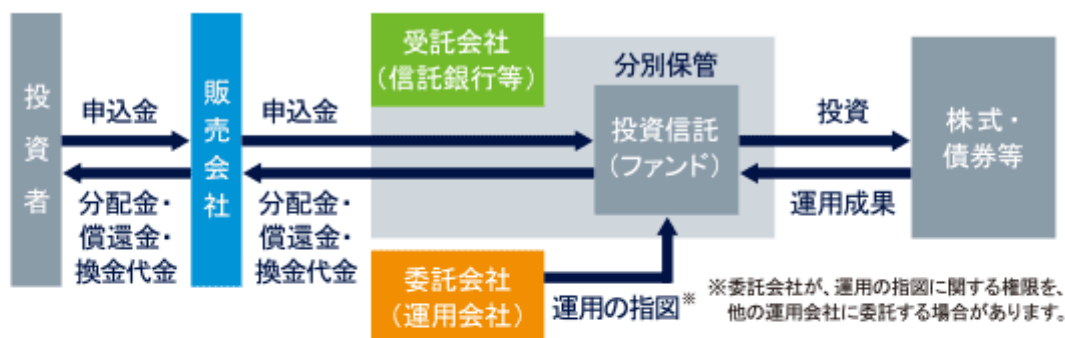 投資者
申込金
分配金・
償還金・
換金代金
販売会社
申込金
分配金・
償還金・
換金代金
受託会社
(信託銀行等)
分別保管
投資信託
(ファンド)
委託会社
(運用会社)
運用の指図※
投資
運用成果
株式・
債券等
※委託会社が、運用の指図に関する権限を、
他の運用会社に委託する場合があります。